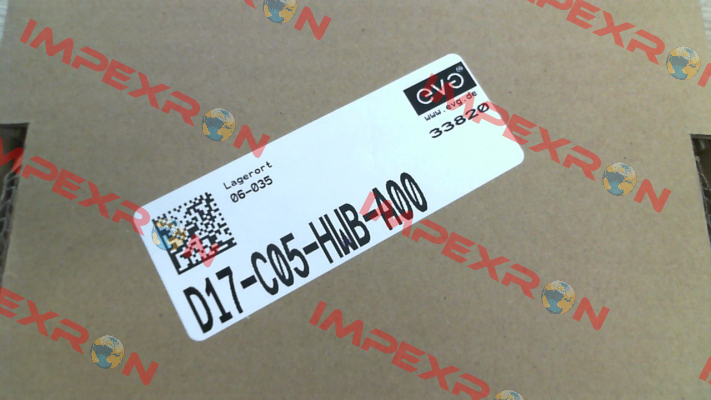 evg®
www.evg.de
33820
Lagerort
06-035
D17-C05-HWB-A00
IMPEXRON
IMPEXRON
IMPEXRON
IMPEXRON
IMPEXRON
IMPEXRON
IMPEXRON
IMPEXRON